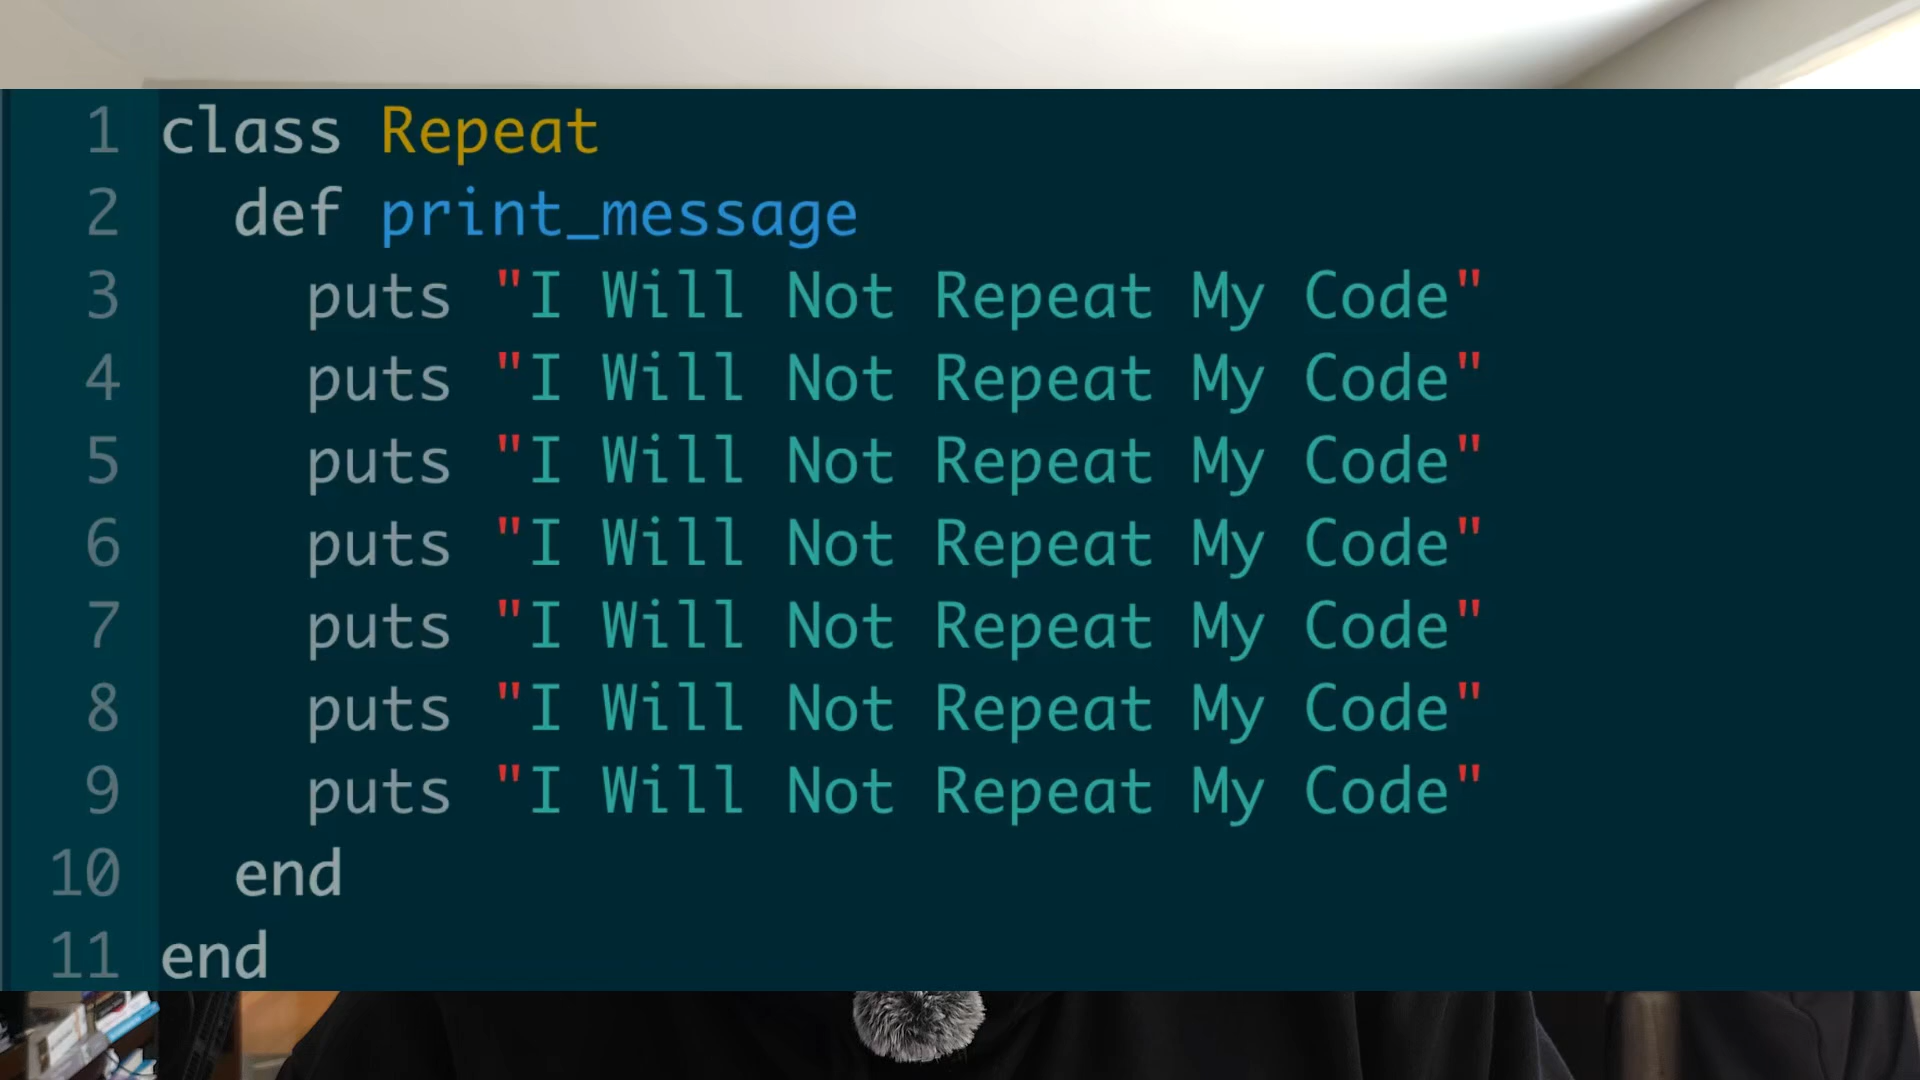 1 class Repeat
2 def print_message
3 puts "I Will Not Repeat My Code"
4 puts "I Will Not Repeat My Code"
5 puts "I Will Not Repeat My Code"
6 puts "I Will Not Repeat My Code"
7 puts "I Will Not Repeat My Code"
8 puts "I Will Not Repeat My Code"
9 puts "I Will Not Repeat My Code"
10 end
11 end